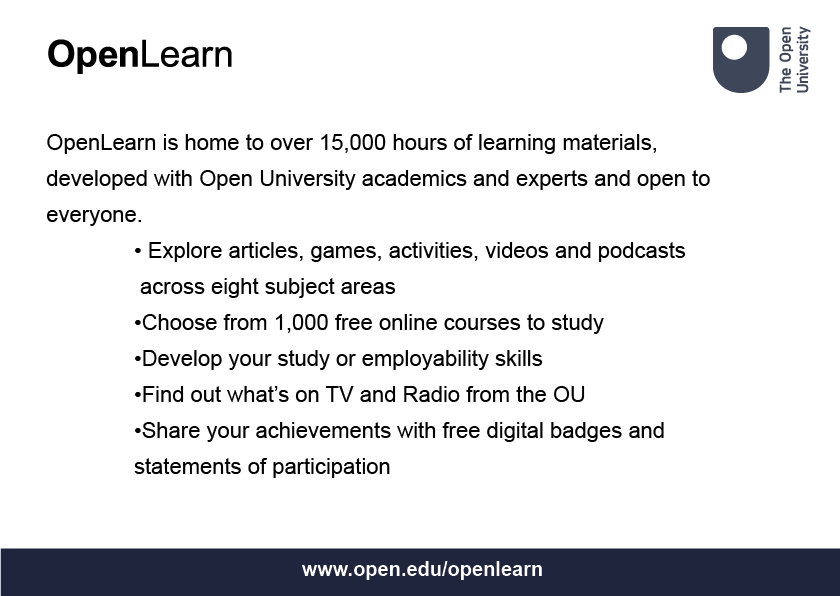 OpenLearn
The Open
University
OpenLearn is home to over 15,000 hours of learning materials,
developed with Open University academics and experts and open to
everyone.
• Explore articles, games, activities, videos and podcasts
across eight subject areas
•Choose from 1,000 free online courses to study
•Develop your study or employability skills
•Find out what’s on TV and Radio from the OU
•Share your achievements with free digital badges and
statements of participation
www.open.edu/openlearn